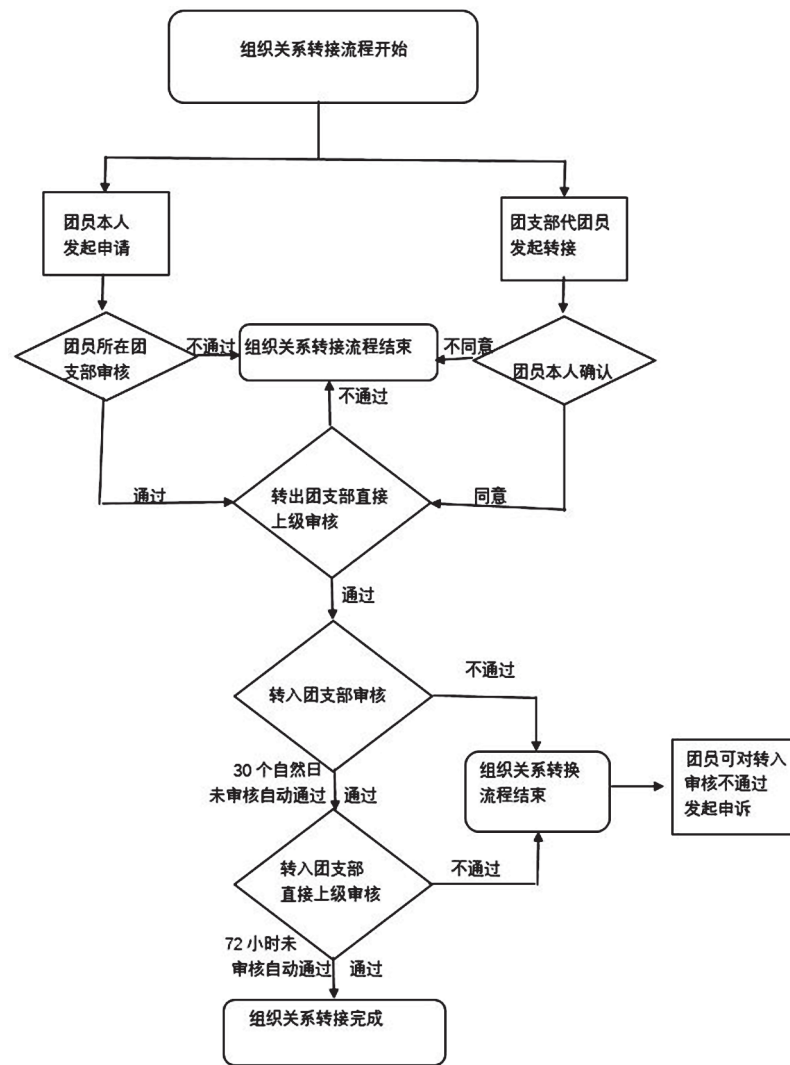 组织关系转接流程开始
团员本人
发起申请
团支部代团员
发起转接
团员所在团
支部审核
不通过
组织关系转接流程结束
不同意
团员本人确认
不通过
通过
转出团支部直接
上级审核
同意
通过
转入团支部审核
不通过
30 个自然日
未审核自动通过
通过
组织关系转换
流程结束
团员可对转入
审核不通过
发起申诉
转入团支部
直接上级审核
不通过
72 小时未
审核自动通过
通过
组织关系转接完成